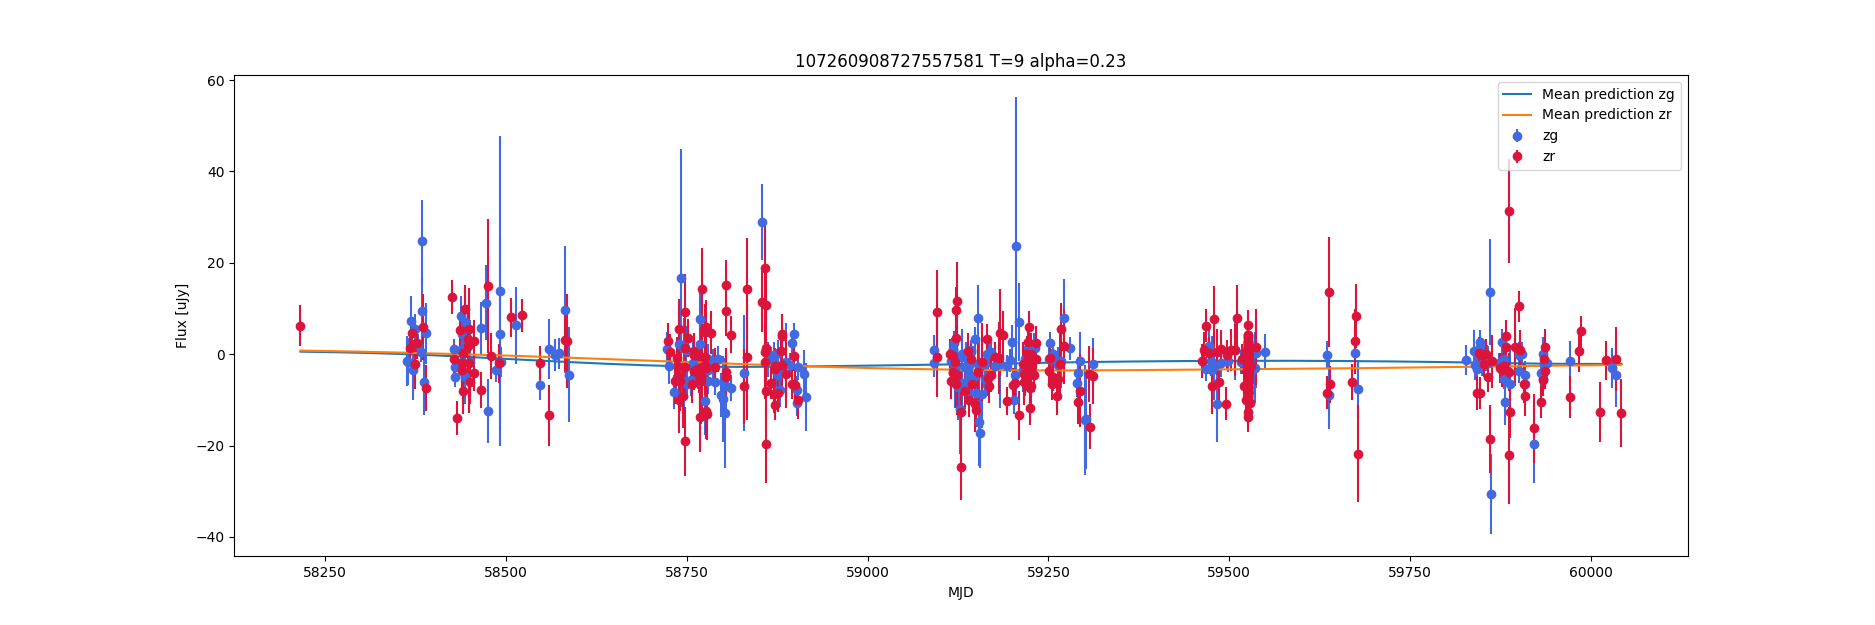 107260908727557581 T=9 alpha=0.23
60
40
20
0
−20
−40
Flux [uJy]
58250
58500
58750
59000
59250
59500
59750
60000
MJD
Mean prediction zg
Mean prediction zr
zg
zr